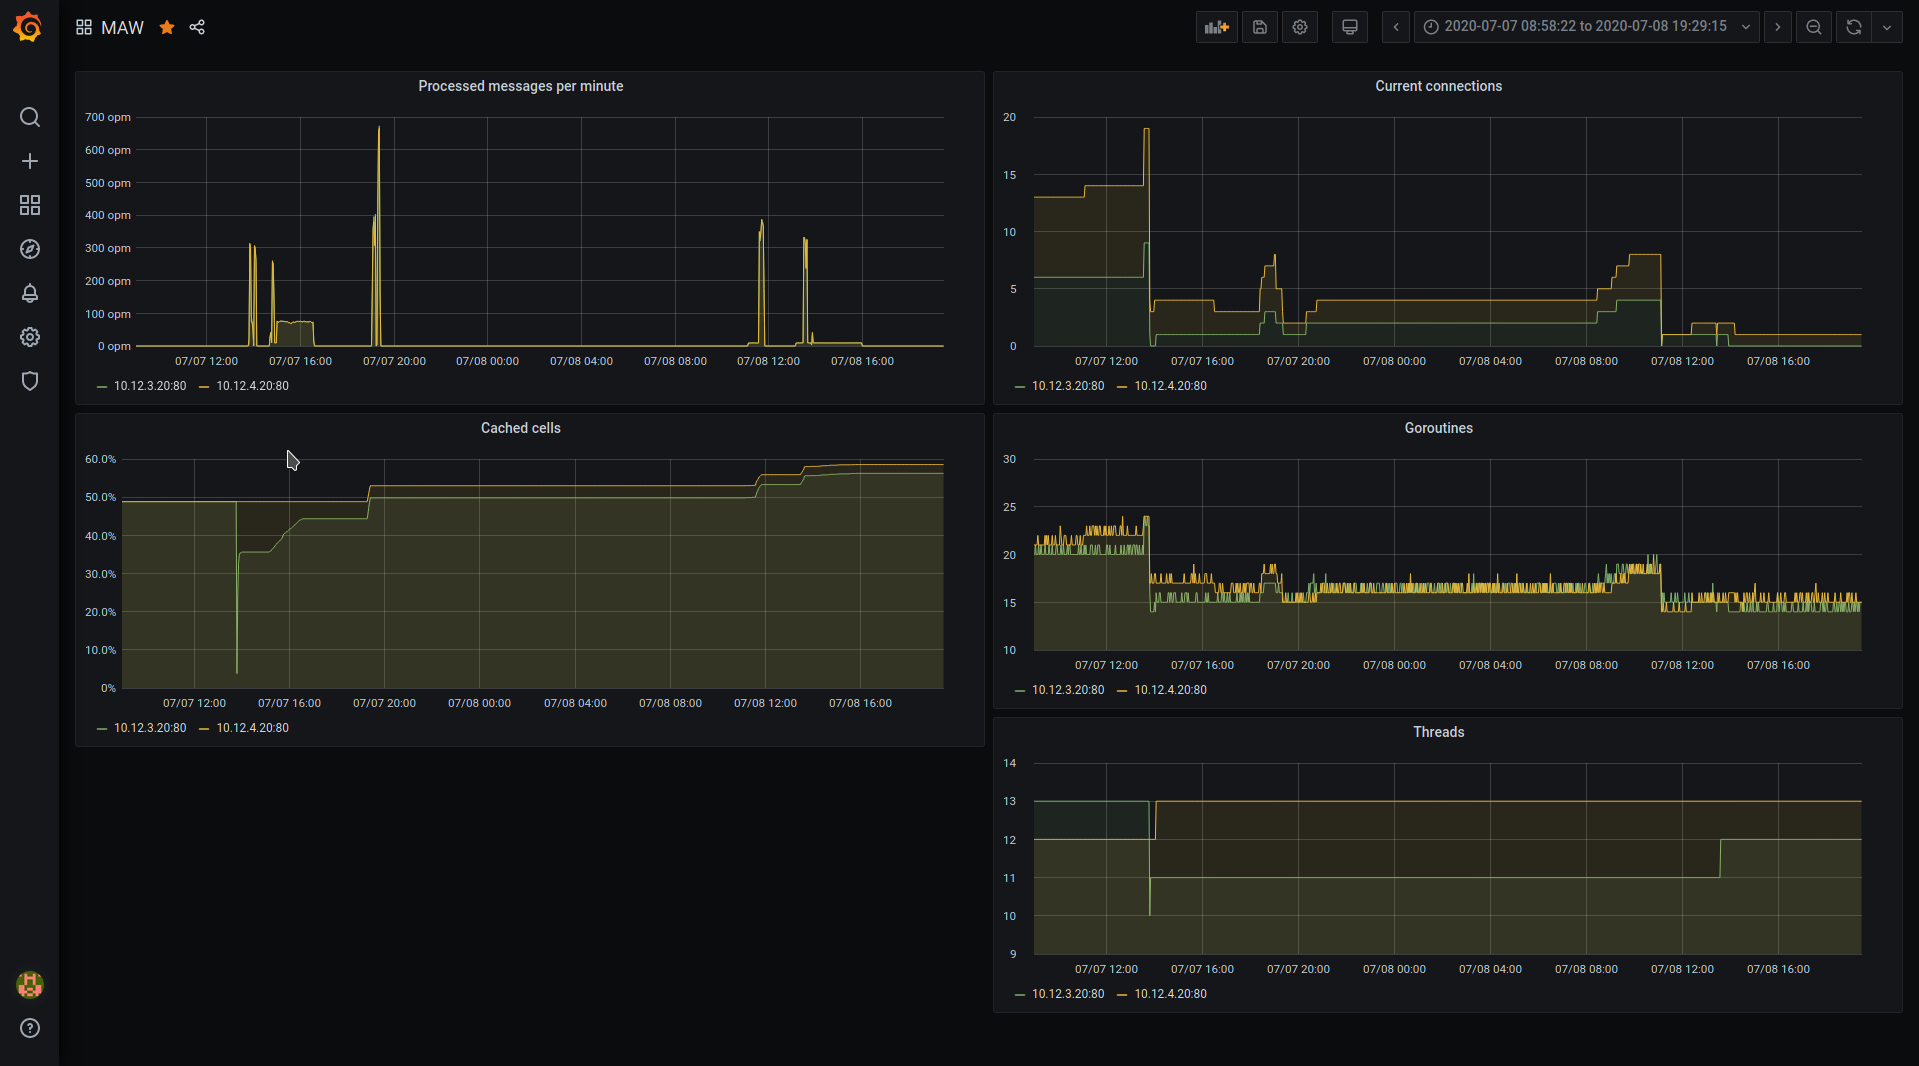 MAW
2020-07-07 08:58:22 to 2020-07-08 19:29:15
Processed messages per minute
700 opm
600 opm
500 opm
400 opm
300 opm
200 opm
100 opm
0 opm
07/07 12:00 07/07 16:00 07/07 20:00 07/08 00:00 07/08 04:00 07/08 08:00 07/08 12:00 07/08 16:00
10.12.3.20:80 10.12.4.20:80
Current connections
20
15
10
5
0
07/07 12:00 07/07 16:00 07/07 20:00 07/08 00:00 07/08 04:00 07/08 08:00 07/08 12:00 07/08 16:00
10.12.3.20:80 10.12.4.20:80
Cached cells
60.0%
50.0%
40.0%
30.0%
20.0%
10.0%
0%
07/07 12:00 07/07 16:00 07/07 20:00 07/08 00:00 07/08 04:00 07/08 08:00 07/08 12:00 07/08 16:00
10.12.3.20:80 10.12.4.20:80
Goroutines
30
25
20
15
10
07/07 12:00 07/07 16:00 07/07 20:00 07/08 00:00 07/08 04:00 07/08 08:00 07/08 12:00 07/08 16:00
10.12.3.20:80 10.12.4.20:80
Threads
14
13
12
11
10
9
07/07 12:00 07/07 16:00 07/07 20:00 07/08 00:00 07/08 04:00 07/08 08:00 07/08 12:00 07/08 16:00
10.12.3.20:80 10.12.4.20:80